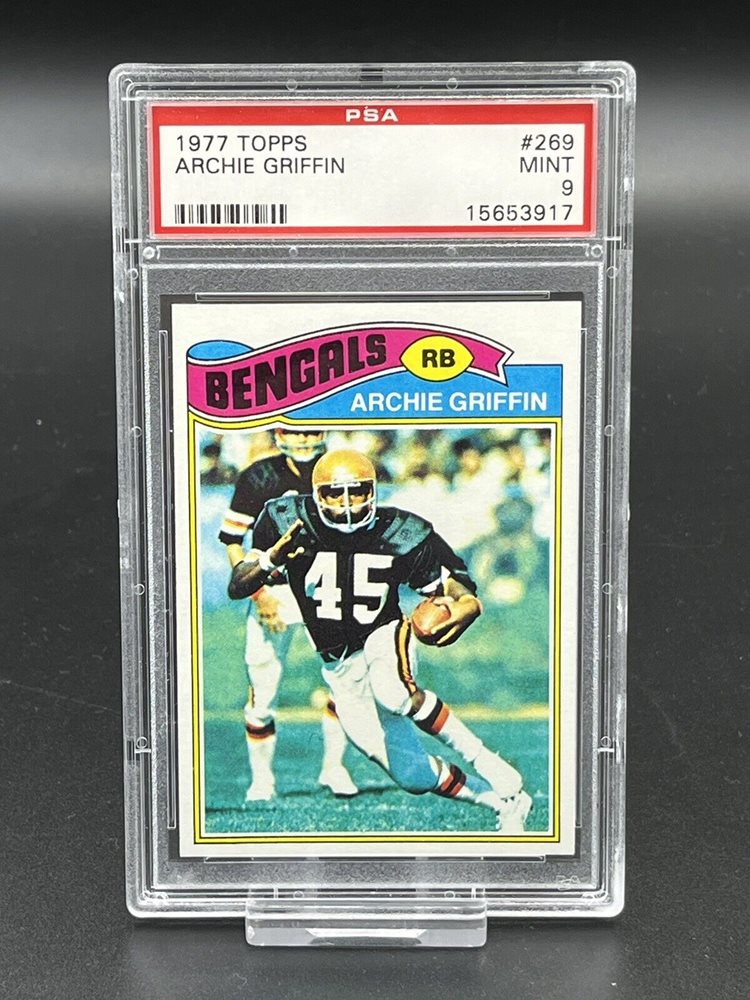 PSA
1977 TOPPS #269
ARCHIE GRIFFIN MINT
9
15653917
BENGALS RB
ARCHIE GRIFFIN
45